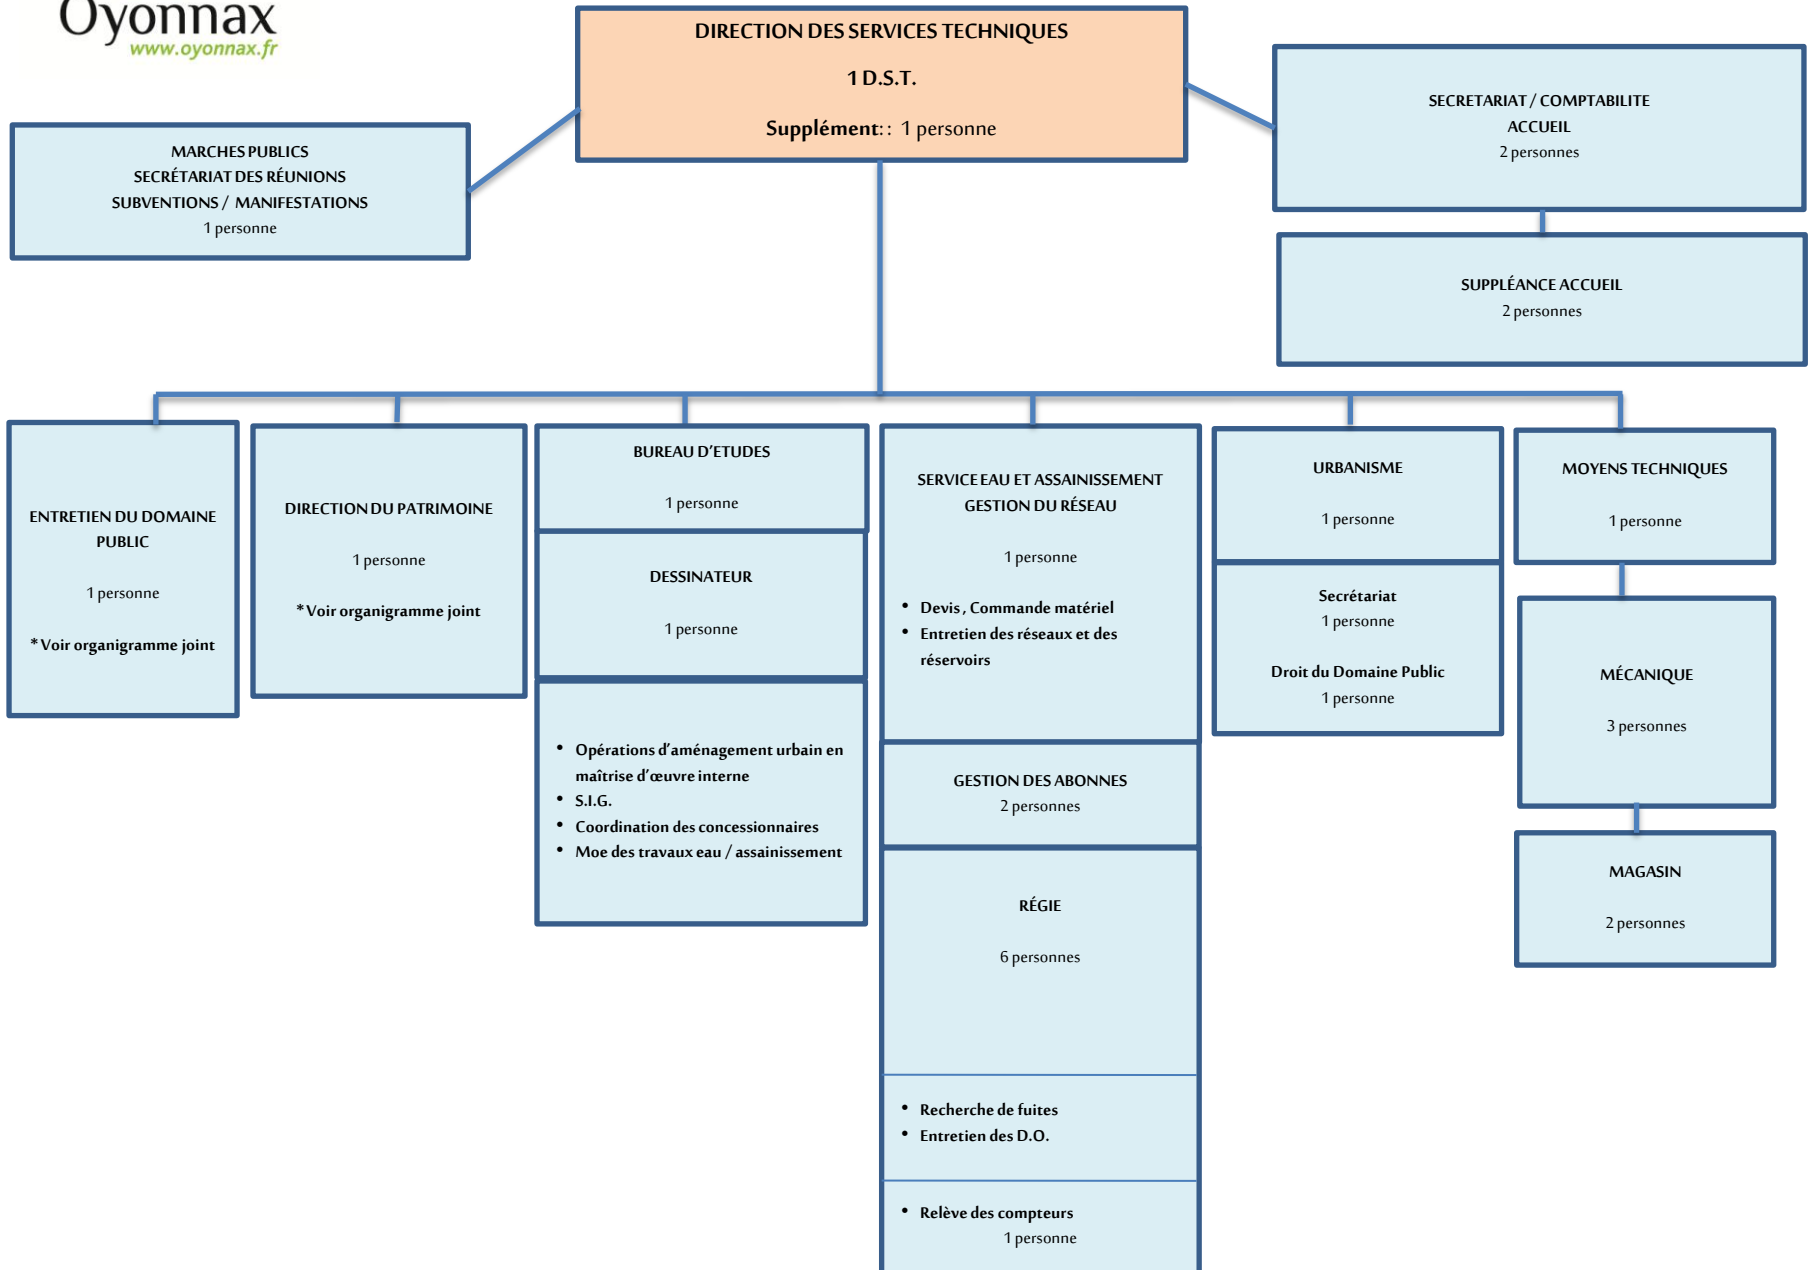 Oyonnax
www.oyonnax.fr
DIRECTION DES SERVICES TECHNIQUES
1 D.S.T.
Supplément: : 1 personne
MARCHES PUBLICS
SECRÉTARIAT DES RÉUNIONS
SUBVENTIONS / MANIFESTATIONS
1 personne
SECRETARIAT / COMPTABILITE
ACCUEIL
2 personnes
SUPPLÉANCE ACCUEIL
2 personnes
ENTRETIEN DU DOMAINE
PUBLIC
1 personne
* Voir organigramme joint
DIRECTION DU PATRIMOINE
1 personne
* Voir organigramme joint
BUREAU D'ETUDES
1 personne
DESSINATEUR
1 personne
• Opérations d'aménagement urbain en
maîtrise d'œuvre interne
• S.I.G.
• Coordination des concessionnaires
• Moe des travaux eau / assainissement
SERVICE EAU ET ASSAINISSEMENT
GESTION DU RÉSEAU
1 personne
• Devis , Commande matériel
• Entretien des réseaux et des
réservoirs
GESTION DES ABONNES
2 personnes
RÉGIE
6 personnes
• Recherche de fuites
• Entretien des D.O.
• Relève des compteurs
1 personne
URBANISME
1 personne
Secrétariat
1 personne
Droit du Domaine Public
1 personne
MOYENS TECHNIQUES
1 personne
MÉCANIQUE
3 personnes
MAGASIN
2 personnes